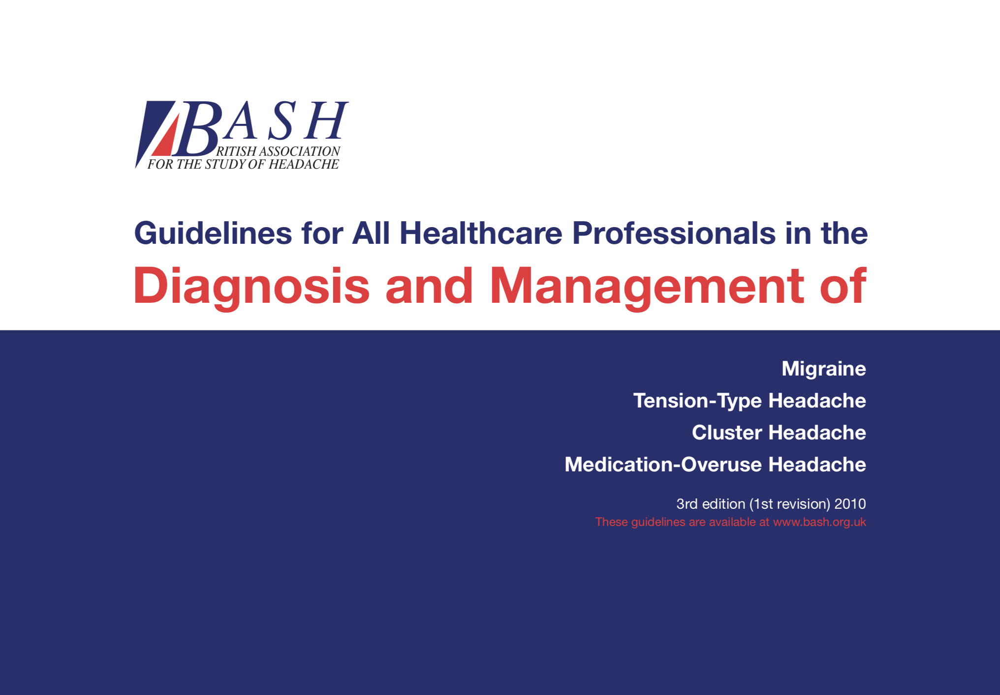 BASH
BRITISH ASSOCIATION
FOR THE STUDY OF HEADACHE
Guidelines for All Healthcare Professionals in the
Diagnosis and Management of
Migraine
Tension-Type Headache
Cluster Headache
Medication-Overuse Headache
3rd edition (1st revision) 2010
These guidelines are available at www.bash.org.uk